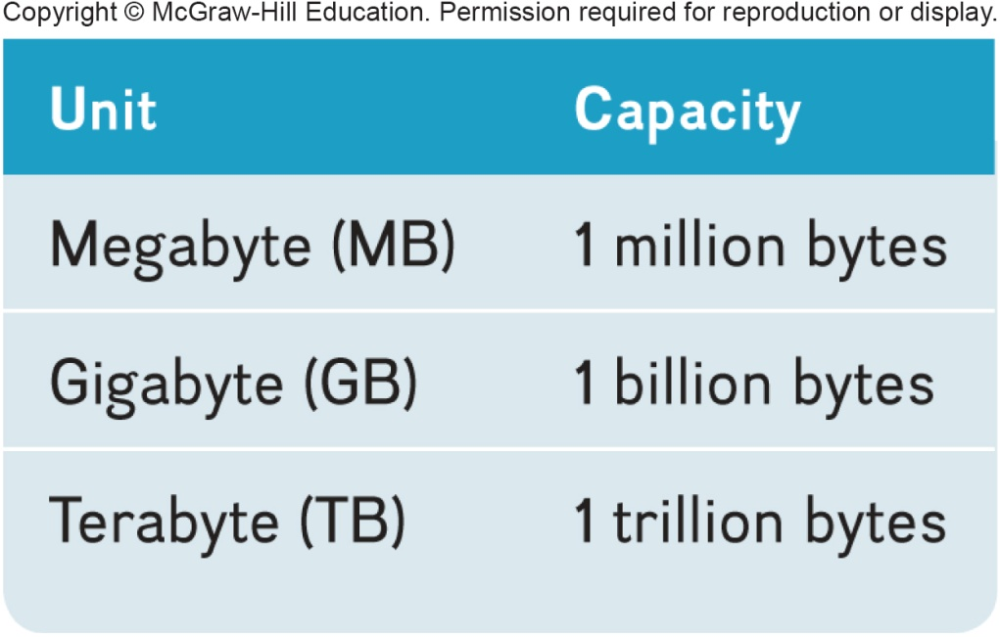 Copyright © McGraw-Hill Education. Permission required for reproduction or display.
Unit Capacity
Megabyte (MB) 1 million bytes
Gigabyte (GB) 1 billion bytes
Terabyte (TB) 1 trillion bytes